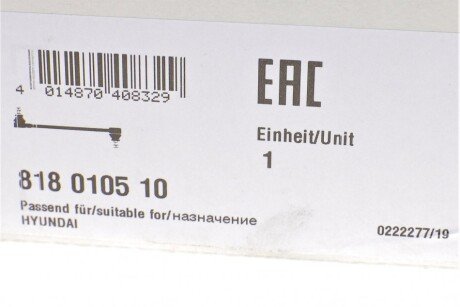 4 014870 408329
EAC
Einheit/Unit
1
818 0105 10
Passend für/suitable for/назначение
HYUNDAI
0222277/19